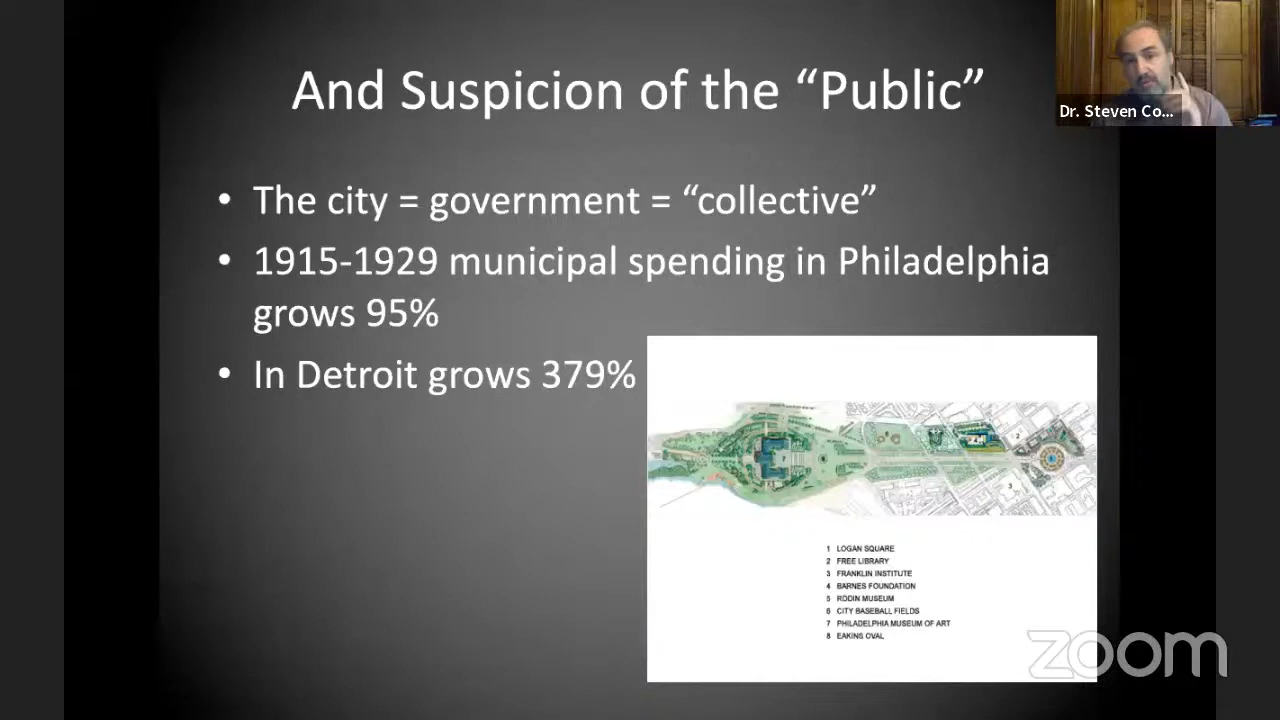 And Suspicion of the “Public”
Dr. Steven Co...
• The city = government = “collective”
• 1915-1929 municipal spending in Philadelphia
grows 95%
• In Detroit grows 379%
1 LOGAN SQUARE
2 FREE LIBRARY
3 FRANKLIN INSTITUTE
4 BARNES FOUNDATION
5 RODIN MUSEUM
6 CITY BASEBALL FIELDS
7 PHILADELPHIA MUSEUM OF ART
8 EAKINS OVAL
zoom